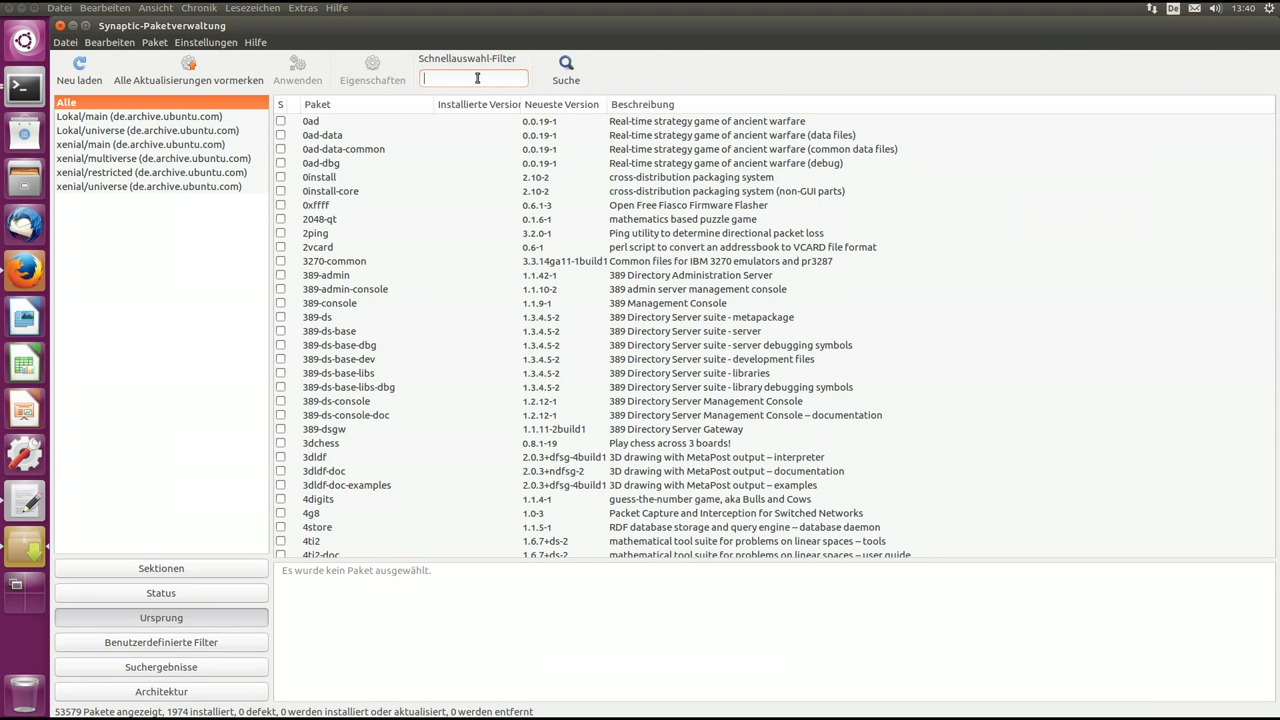 Datei Bearbeiten Ansicht Chronik Lesezeichen Extras Hilfe De 13:40
Synaptic-Paketverwaltung
Datei Bearbeiten Paket Einstellungen Hilfe
Neu laden Alle Aktualisierungen vormerken Anwenden Eigenschaften Schnellauswahl-Filter Suche
Alle
Lokal/main (de.archive.ubuntu.com)
Lokal/universe (de.archive.ubuntu.com)
xenial/main (de.archive.ubuntu.com)
xenial/multiverse (de.archive.ubuntu.com)
xenial/restricted (de.archive.ubuntu.com)
xenial/universe (de.archive.ubuntu.com)
Sektionen
Status
Ursprung
Benutzerdefinierte Filter
Suchergebnisse
Architektur
S Paket Installierte Version Neueste Version Beschreibung
0ad 0.0.19-1 Real-time strategy game of ancient warfare
0ad-data 0.0.19-1 Real-time strategy game of ancient warfare (data files)
0ad-data-common 0.0.19-1 Real-time strategy game of ancient warfare (common data files)
0ad-dbg 0.0.19-1 Real-time strategy game of ancient warfare (debug)
0install 2.10-2 cross-distribution packaging system
0install-core 2.10-2 cross-distribution packaging system (non-GUI parts)
0xffff 0.6.1-3 Open Free Fiasco Firmware Flasher
2048-qt 0.1.6-1 mathematics based puzzle game
2ping 3.2.0-1 Ping utility to determine directional packet loss
2vcard 0.6-1 perl script to convert an addressbook to VCARD file format
3270-common 3.3.14ga11-1build1 Common files for IBM 3270 emulators and pr3287
389-admin 1.1.42-1 389 Directory Administration Server
389-admin-console 1.1.10-2 389 admin server management console
389-console 1.1.9-1 389 Management Console
389-ds 1.3.4.5-2 389 Directory Server suite - metapackage
389-ds-base 1.3.4.5-2 389 Directory Server suite - server
389-ds-base-dbg 1.3.4.5-2 389 Directory Server suite - server debugging symbols
389-ds-base-dev 1.3.4.5-2 389 Directory Server suite - development files
389-ds-base-libs 1.3.4.5-2 389 Directory Server suite - libraries
389-ds-base-libs-dbg 1.3.4.5-2 389 Directory Server suite - library debugging symbols
389-ds-console 1.2.12-1 389 Directory Server Management Console
389-ds-console-doc 1.2.12-1 389 Directory Server Management Console – documentation
389-dsgw 1.1.11-2build1 389 Directory Server Gateway
3dchess 0.8.1-19 Play chess across 3 boards!
3dldf 2.0.3+dfsg-4build1 3D drawing with MetaPost output – interpreter
3dldf-doc 2.0.3+ndfsg-2 3D drawing with MetaPost output – documentation
3dldf-doc-examples 2.0.3+dfsg-4build1 3D drawing with MetaPost output – examples
4digits 1.1.4-1 guess-the-number game, aka Bulls and Cows
4g8 1.0-3 Packet Capture and Interception for Switched Networks
4store 1.1.5-1 RDF database storage and query engine – database daemon
4ti2 1.6.7+ds-2 mathematical tool suite for problems on linear spaces – tools
4ti2-doc 1.6.7+ds-2 mathematical tool suite for problems on linear spaces – user guide
Es wurde kein Paket ausgewählt.
53579 Pakete angezeigt, 1974 installiert, 0 defekt, 0 werden installiert oder aktualisiert, 0 werden entfernt